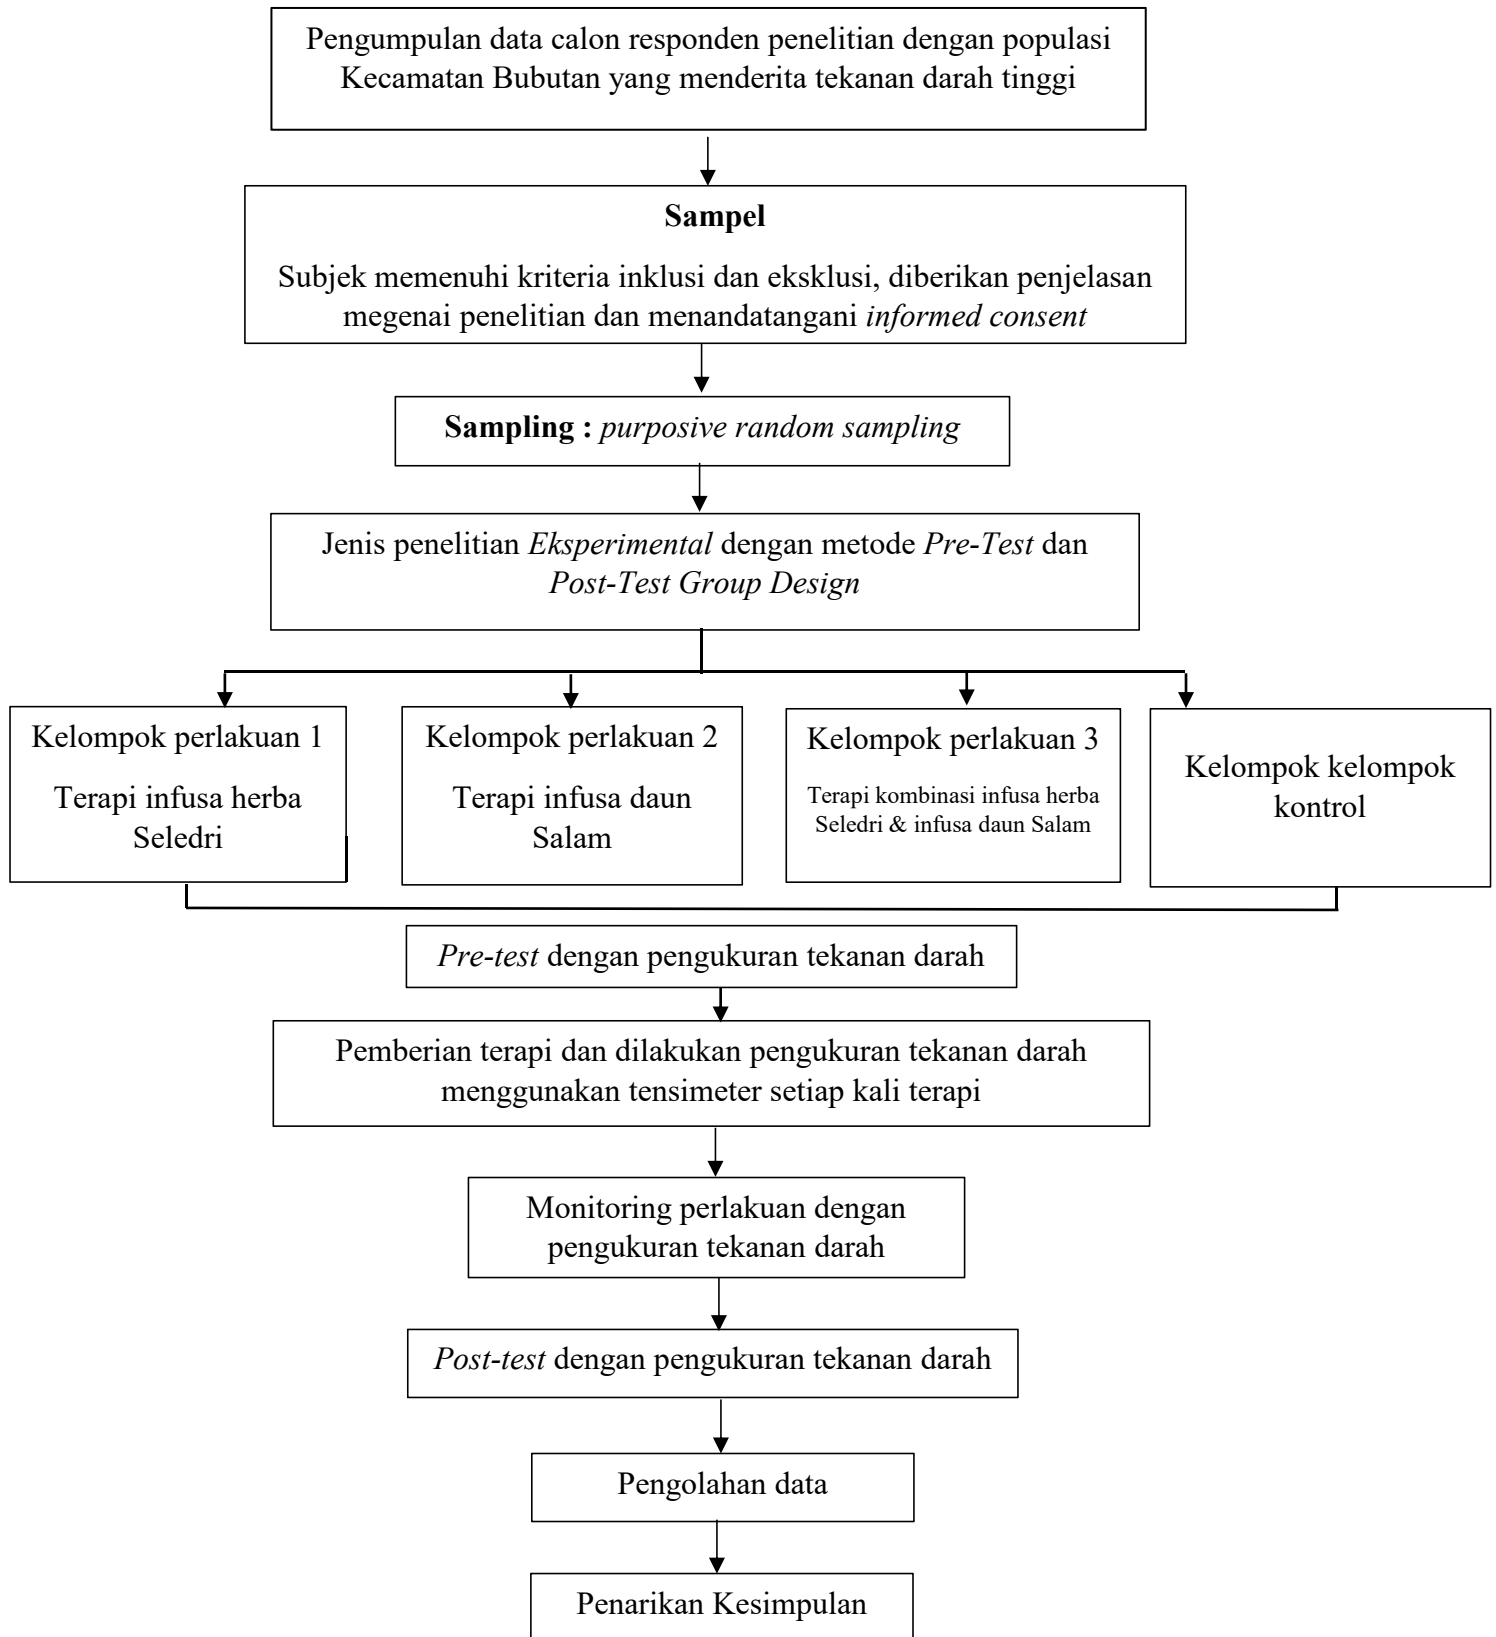 Pengumpulan data calon responden penelitian dengan populasi
Kecamatan Bubutan yang menderita tekanan darah tinggi
Sampel
Subjek memenuhi kriteria inklusi dan eksklusi, diberikan penjelasan
megenai penelitian dan menandatangani informed consent
Sampling : purposive random sampling
Jenis penelitian Eksperimental dengan metode Pre-Test dan
Post-Test Group Design
Kelompok perlakuan 1
Terapi infusa herba
Seledri
Kelompok perlakuan 2
Terapi infusa daun
Salam
Kelompok perlakuan 3
Terapi kombinasi infusa herba
Seledri & infusa daun Salam
Kelompok kelompok
kontrol
Pre-test dengan pengukuran tekanan darah
Pemberian terapi dan dilakukan pengukuran tekanan darah
menggunakan tensimeter setiap kali terapi
Monitoring perlakuan dengan
pengukuran tekanan darah
Post-test dengan pengukuran tekanan darah
Pengolahan data
Penarikan Kesimpulan